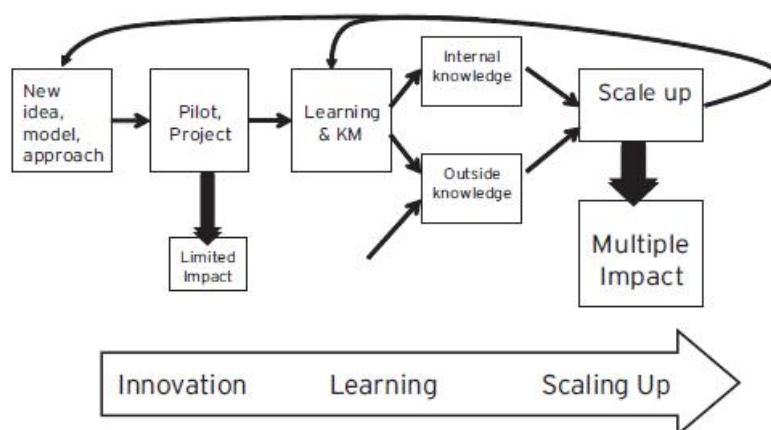 New
idea,
model,
approach
Pilot,
Project
Learning
& KM
Internal
knowledge
Outside
knowledge
Scale up
Limited
Impact
Multiple
Impact
Innovation Learning Scaling Up